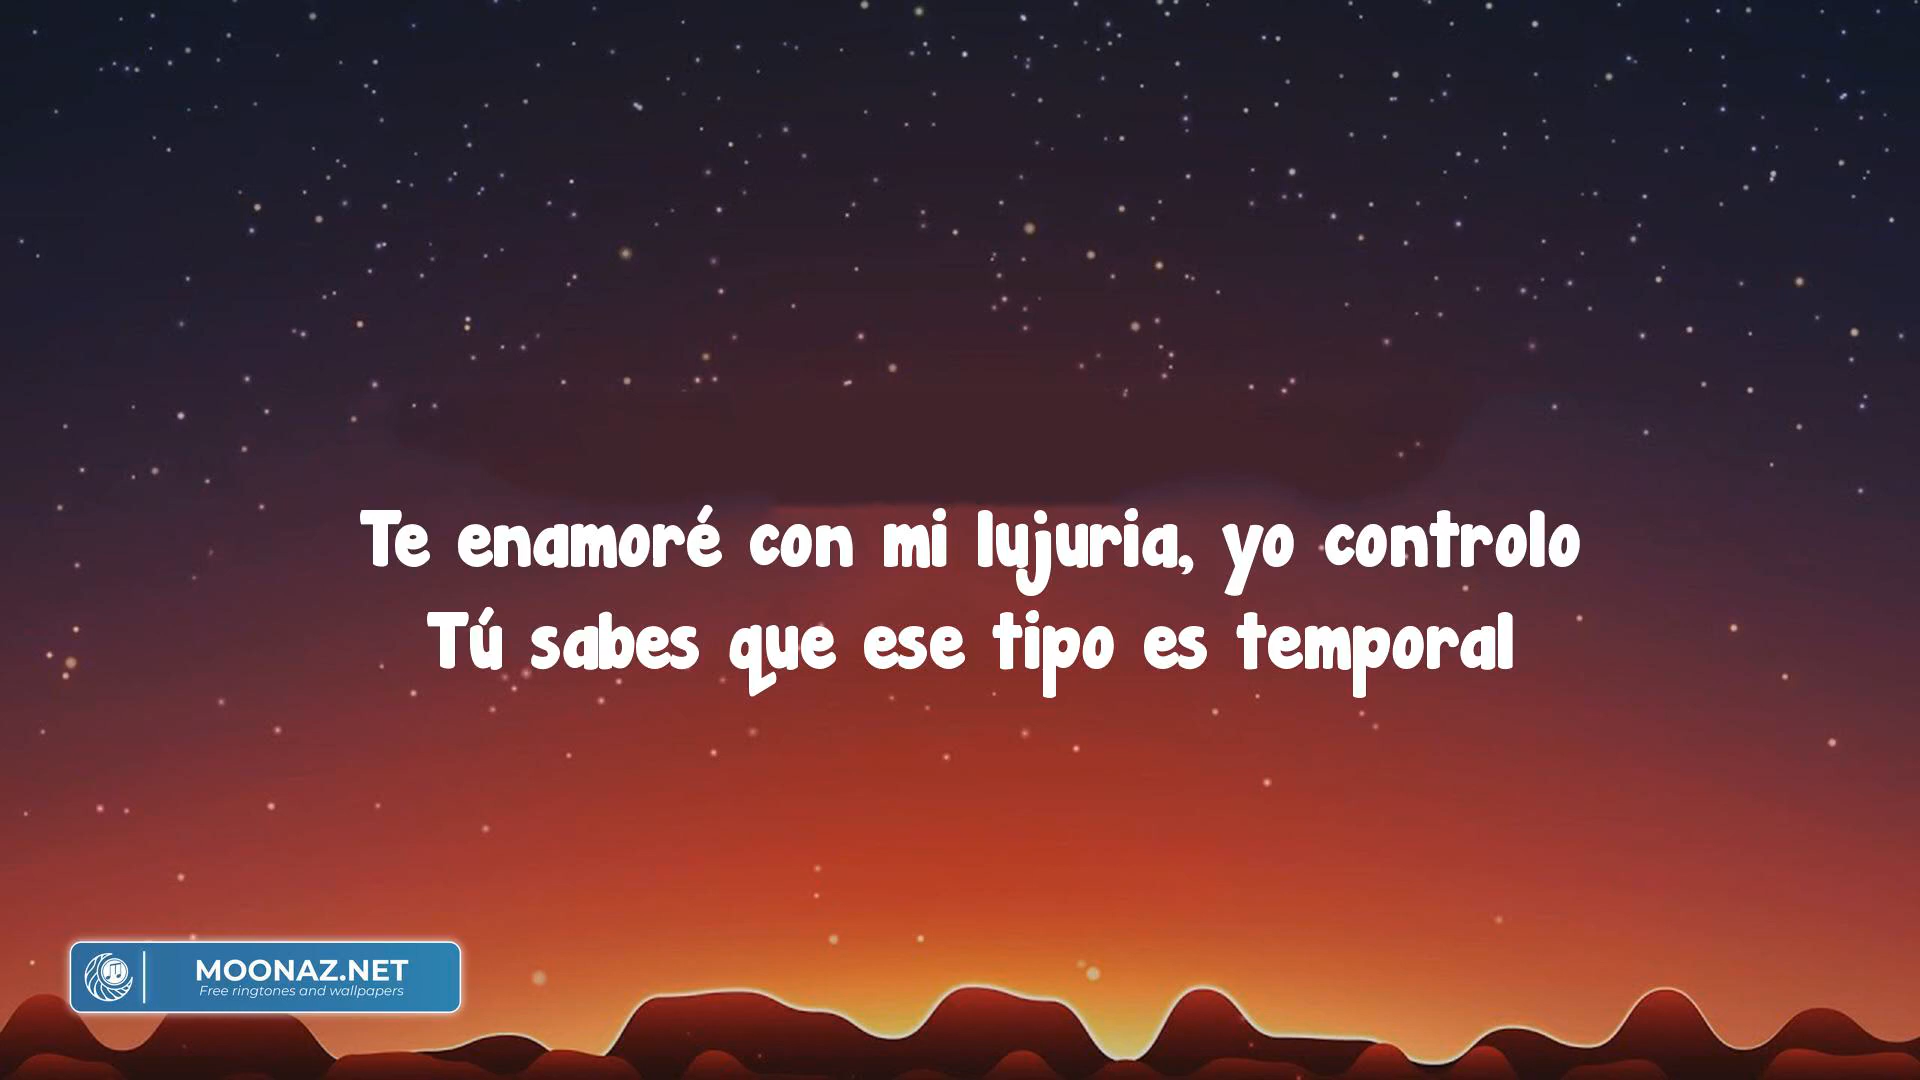 Te enamoré con mi lujuria, yo controlo
Tú sabes que ese tipo es temporal
MOONAZ.NET
Free ringtones and wallpapers